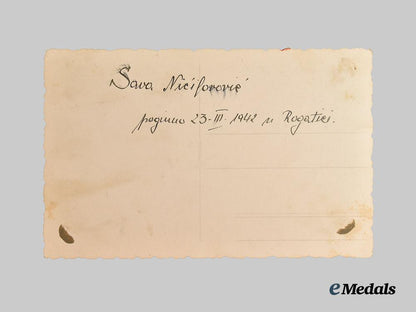 Sava Nićiforović
poginuo 23-III-1942 u Rogatici.
eMedals